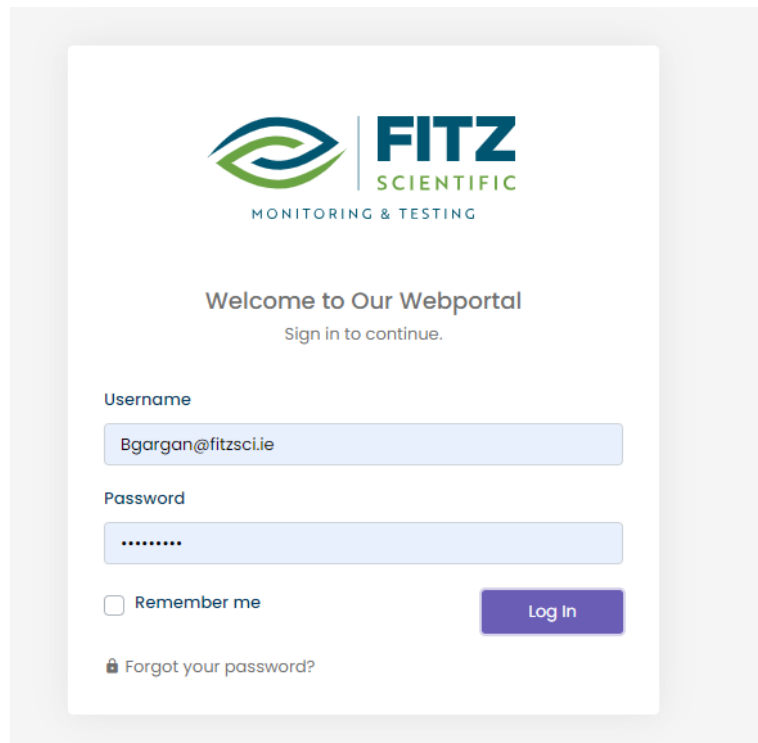 FITZ
SCIENTIFIC
MONITORING & TESTING
Welcome to Our Webportal
Sign in to continue.
Username
Bgargan@fitzsci.ie
Password
•••••••••
Remember me
Log In
Forgot your password?